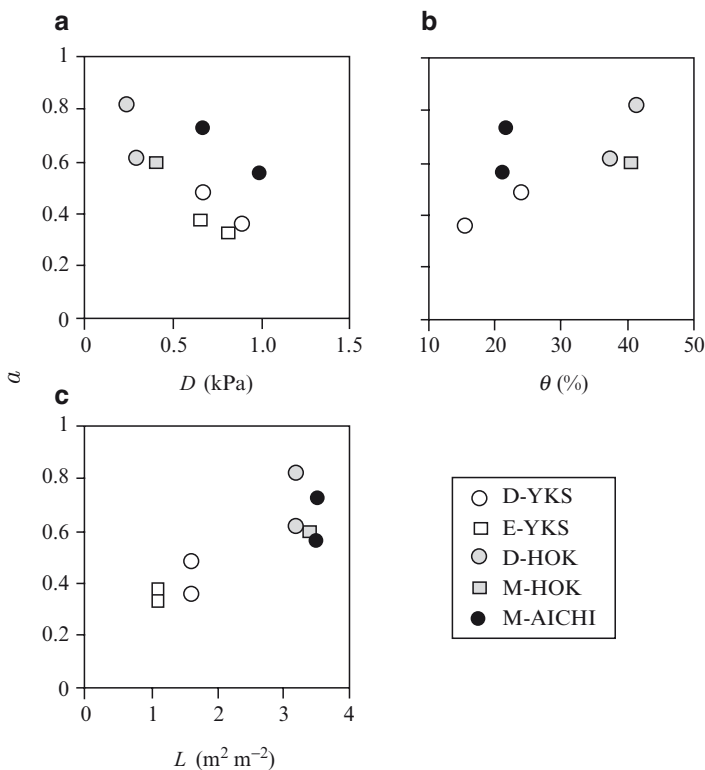 a
b
1
0.8
0.6
0.4
0.2
0
0 0.5 1.0 1.5
10 20 30 40 50
D (kPa)
θ (%)
a
c
1
0.8
0.6
0.4
0.2
0
0 1 2 3 4
L (m² m⁻²)
D-YKS
E-YKS
D-HOK
M-HOK
M-AICHI